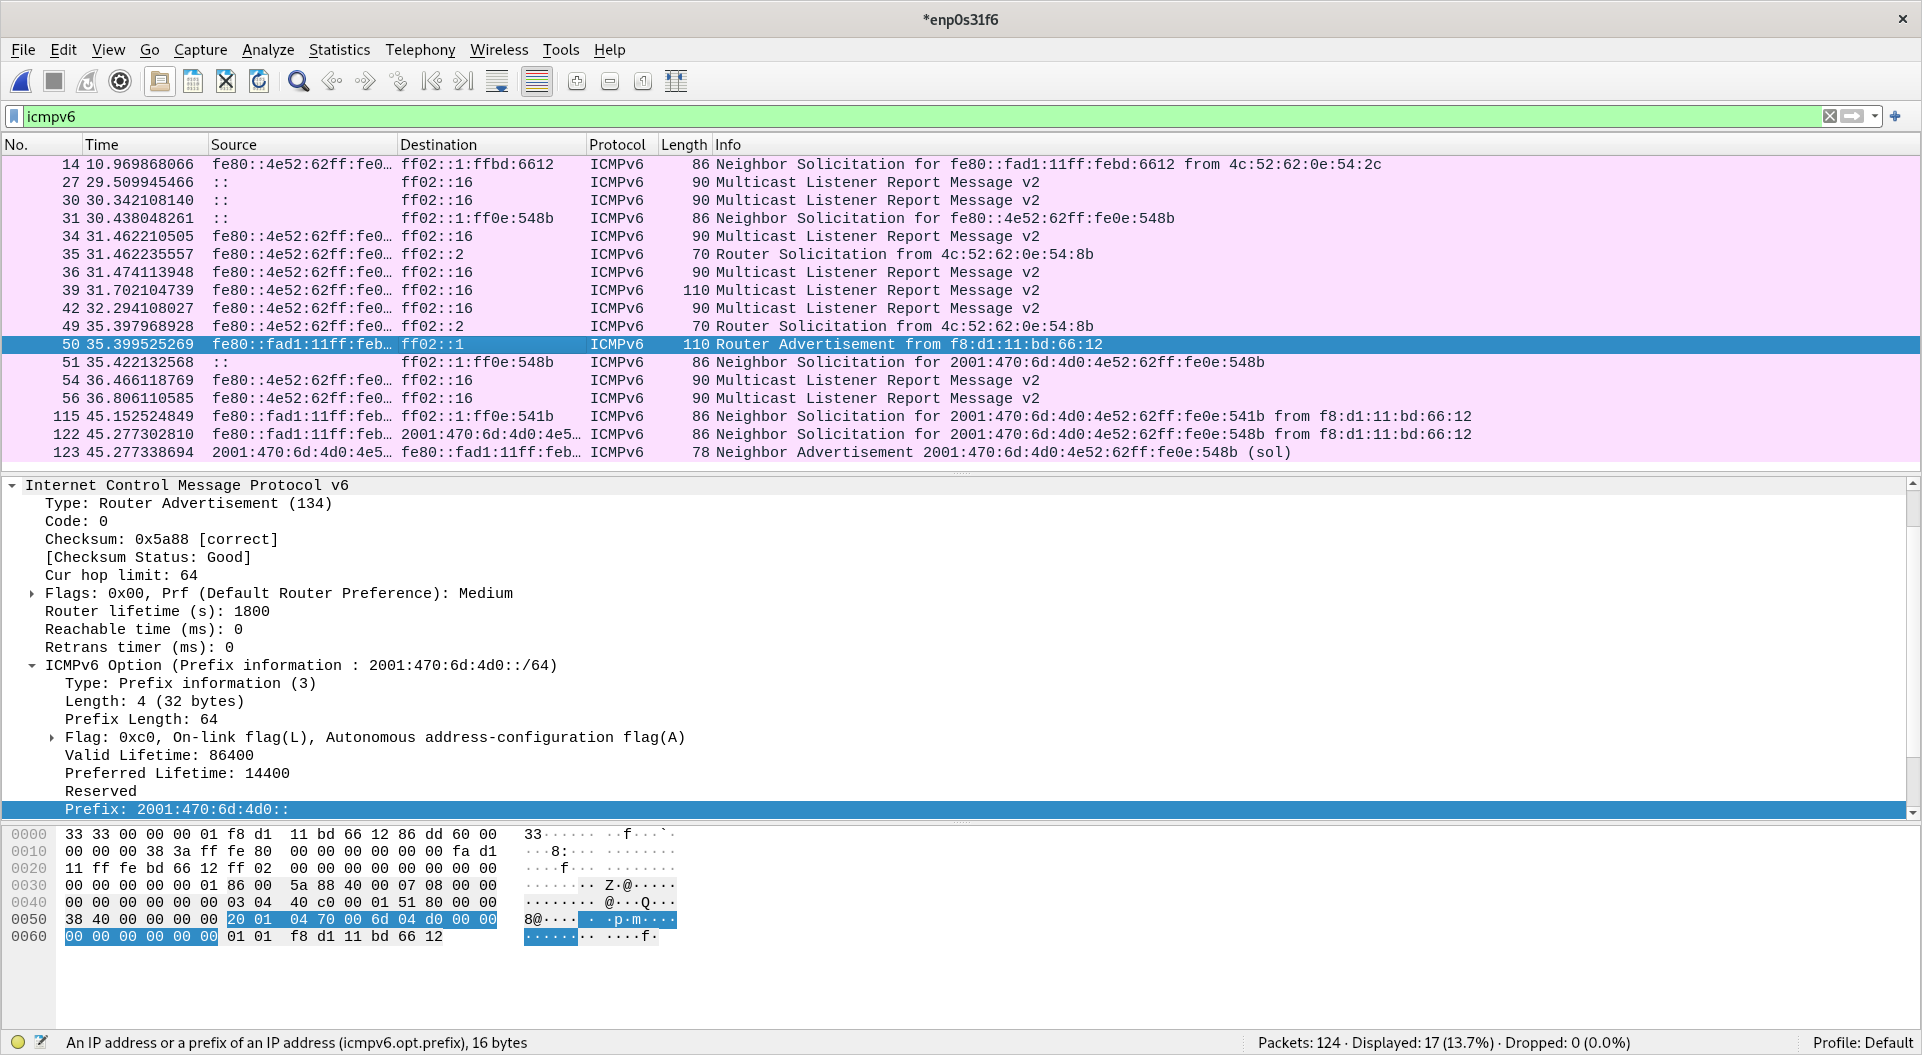 *enp0s31f6
File Edit View Go Capture Analyze Statistics Telephony Wireless Tools Help
icmpv6
No. Time Source Destination Protocol Length Info
14 10.969868066 fe80::4e52:62ff:fe0… ff02::1:ffbd:6612 ICMPv6 86 Neighbor Solicitation for fe80::fad1:11ff:febd:6612 from 4c:52:62:0e:54:2c
27 29.509945466 :: ff02::16 ICMPv6 90 Multicast Listener Report Message v2
30 30.342108140 :: ff02::16 ICMPv6 90 Multicast Listener Report Message v2
31 30.438048261 :: ff02::1:ff0e:548b ICMPv6 86 Neighbor Solicitation for fe80::4e52:62ff:fe0e:548b
34 31.462210505 fe80::4e52:62ff:fe0… ff02::16 ICMPv6 90 Multicast Listener Report Message v2
35 31.462235557 fe80::4e52:62ff:fe0… ff02::2 ICMPv6 70 Router Solicitation from 4c:52:62:0e:54:8b
36 31.474113948 fe80::4e52:62ff:fe0… ff02::16 ICMPv6 90 Multicast Listener Report Message v2
39 31.702104739 fe80::4e52:62ff:fe0… ff02::16 ICMPv6 110 Multicast Listener Report Message v2
42 32.294108027 fe80::4e52:62ff:fe0… ff02::16 ICMPv6 90 Multicast Listener Report Message v2
49 35.397968928 fe80::4e52:62ff:fe0… ff02::2 ICMPv6 70 Router Solicitation from 4c:52:62:0e:54:8b
50 35.399525269 fe80::fad1:11ff:feb… ff02::1 ICMPv6 110 Router Advertisement from f8:d1:11:bd:66:12
51 35.422132568 :: ff02::1:ff0e:548b ICMPv6 86 Neighbor Solicitation for 2001:470:6d:4d0:4e52:62ff:fe0e:548b
54 36.466118769 fe80::4e52:62ff:fe0… ff02::16 ICMPv6 90 Multicast Listener Report Message v2
56 36.806110585 fe80::4e52:62ff:fe0… ff02::16 ICMPv6 90 Multicast Listener Report Message v2
115 45.152524849 fe80::fad1:11ff:feb… ff02::1:ff0e:541b ICMPv6 86 Neighbor Solicitation for 2001:470:6d:4d0:4e52:62ff:fe0e:541b from f8:d1:11:bd:66:12
122 45.277302810 fe80::fad1:11ff:feb… 2001:470:6d:4d0:4e5… ICMPv6 86 Neighbor Solicitation for 2001:470:6d:4d0:4e52:62ff:fe0e:548b from f8:d1:11:bd:66:12
123 45.277338694 2001:470:6d:4d0:4e5… fe80::fad1:11ff:feb… ICMPv6 78 Neighbor Advertisement 2001:470:6d:4d0:4e52:62ff:fe0e:548b (sol)
Internet Control Message Protocol v6
Type: Router Advertisement (134)
Code: 0
Checksum: 0x5a88 [correct]
[Checksum Status: Good]
Cur hop limit: 64
Flags: 0x00, Prf (Default Router Preference): Medium
Router lifetime (s): 1800
Reachable time (ms): 0
Retrans timer (ms): 0
ICMPv6 Option (Prefix information : 2001:470:6d:4d0::/64)
Type: Prefix information (3)
Length: 4 (32 bytes)
Prefix Length: 64
Flag: 0xc0, On-link flag(L), Autonomous address-configuration flag(A)
Valid Lifetime: 86400
Preferred Lifetime: 14400
Reserved
Prefix: 2001:470:6d:4d0::
0000 33 33 00 00 00 01 f8 d1 11 bd 66 12 86 dd 60 00 33······ ··f···`·
0010 00 00 00 38 3a ff fe 80 00 00 00 00 00 00 fa d1 ···8:··· ········
0020 11 ff fe bd 66 12 ff 02 00 00 00 00 00 00 00 00 ····f··· ········
0030 00 00 00 00 00 01 86 00 5a 88 40 00 07 08 00 00 ········ Z·@·····
0040 00 00 00 00 00 00 03 04 40 c0 00 01 51 80 00 00 ········ @···Q···
0050 38 40 00 00 00 00 20 01 04 70 00 6d 04 d0 00 00 8@···· · ·p·m····
0060 00 00 00 00 00 00 01 01 f8 d1 11 bd 66 12 ········ ····f·
An IP address or a prefix of an IP address (icmpv6.opt.prefix), 16 bytes
Packets: 124 · Displayed: 17 (13.7%) · Dropped: 0 (0.0%)
Profile: Default